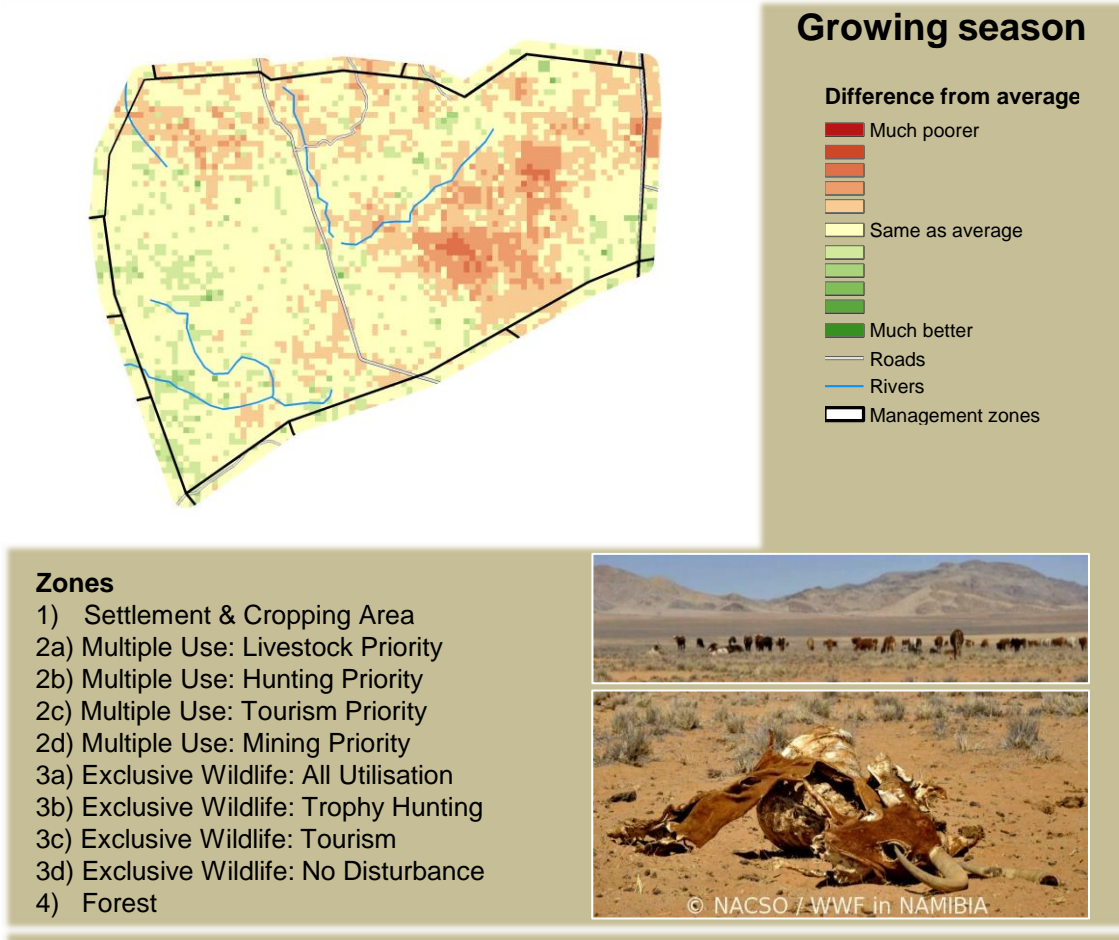 Growing season
Difference from average
Much poorer
Same as average
Much better
Roads
Rivers
Management zones
Zones
1) Settlement & Cropping Area
2a) Multiple Use: Livestock Priority
2b) Multiple Use: Hunting Priority
2c) Multiple Use: Tourism Priority
2d) Multiple Use: Mining Priority
3a) Exclusive Wildlife: All Utilisation
3b) Exclusive Wildlife: Trophy Hunting
3c) Exclusive Wildlife: Tourism
3d) Exclusive Wildlife: No Disturbance
4) Forest
© NACSO / WWF in NAMIBIA